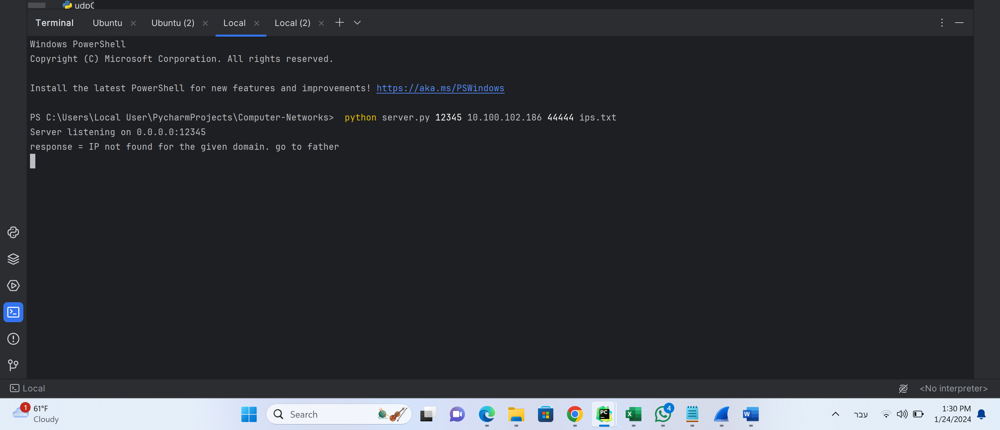 udpC
Terminal Ubuntu Ubuntu (2) Local Local (2)
Windows PowerShell
Copyright (C) Microsoft Corporation. All rights reserved.
Install the latest PowerShell for new features and improvements! https://aka.ms/PSWindows
PS C:\Users\Local User\PycharmProjects\Computer-Networks>  python server.py 12345 10.100.102.186 44444 ips.txt
Server listening on 0.0.0.0:12345
response = IP not found for the given domain. go to father
Local <No interpreter>
1 61°F
Cloudy
Search
PC
X
4
W
עבר
1:30 PM
1/24/2024